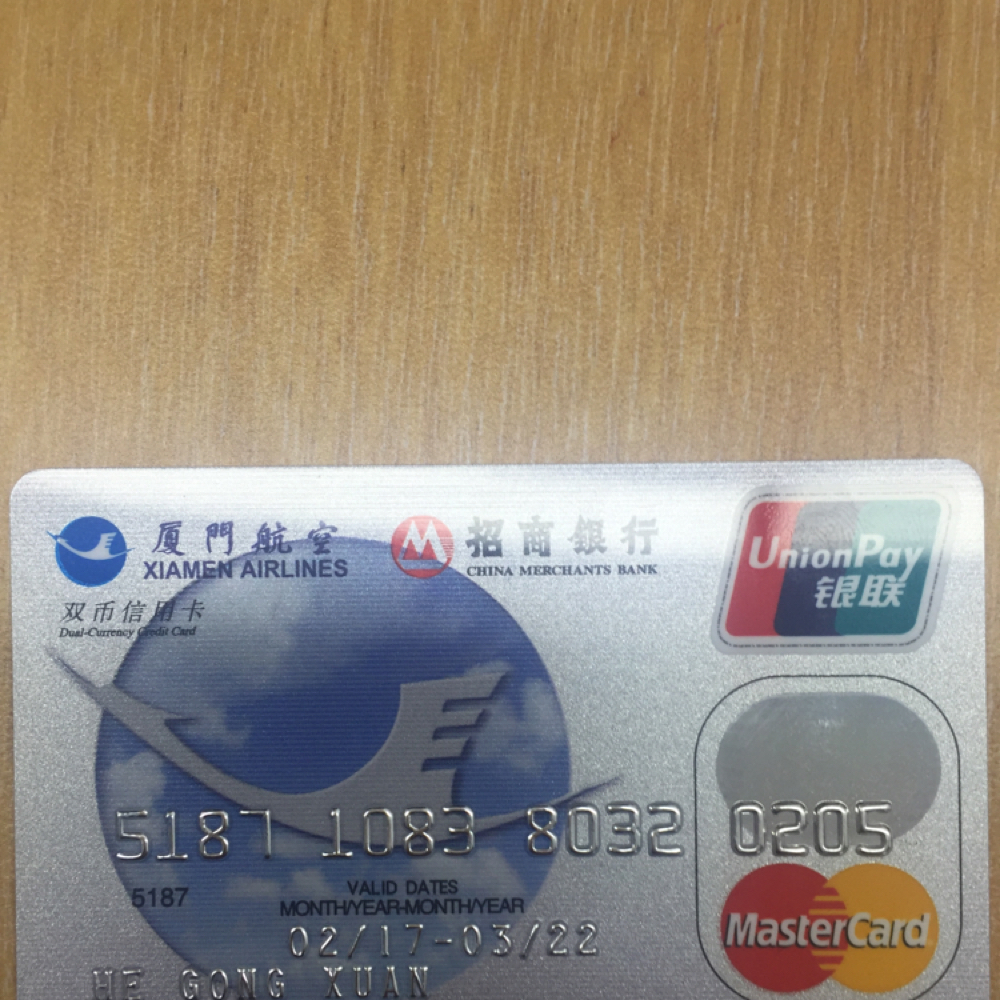 厦門航空 招商銀行
XIAMEN AIRLINES CHINA MERCHANTS BANK
UnionPay
银联
双币信用卡
Dual-Currency Credit Card
5187 1083 8032 0205
5187
VALID DATES
MONTH/YEAR-MONTH/YEAR
02/17-03/22
MasterCard
HE GONG XUAN